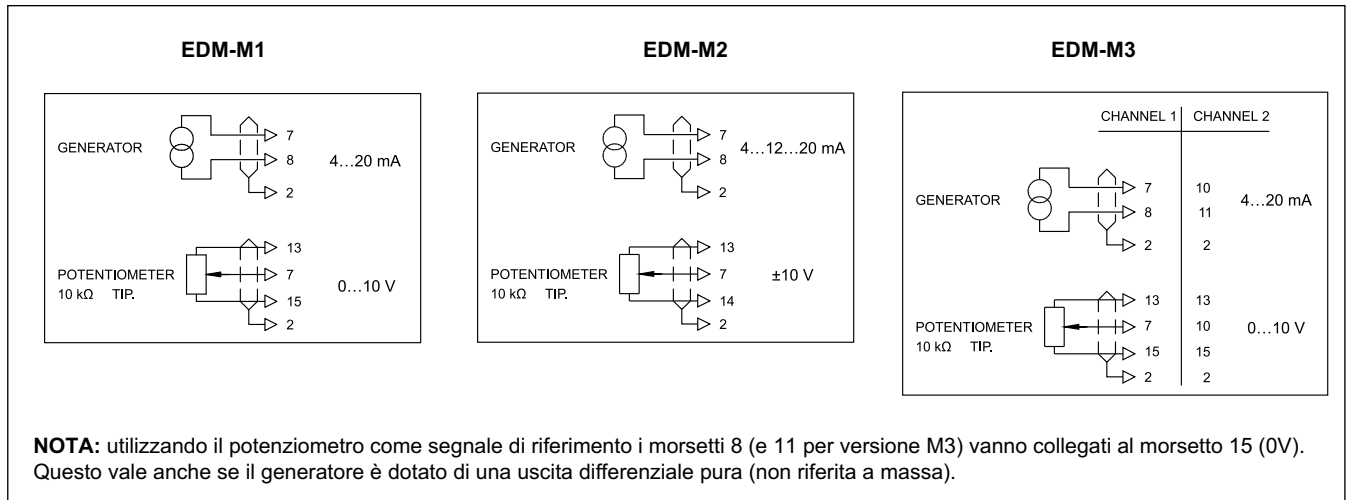 EDM-M1
GENERATOR
7
8
4…20 mA
2
POTENTIOMETER
10 kΩ TIP.
13
7
15
0…10 V
2
EDM-M2
GENERATOR
7
8
4…12…20 mA
2
POTENTIOMETER
10 kΩ TIP.
13
7
±10 V
14
2
EDM-M3
CHANNEL 1 CHANNEL 2
GENERATOR
7 10
8 11
4…20 mA
2 2
POTENTIOMETER
10 kΩ TIP.
13 13
7 10
0…10 V
15 15
2 2
NOTA: utilizzando il potenziometro come segnale di riferimento i morsetti 8 (e 11 per versione M3) vanno collegati al morsetto 15 (0V).
Questo vale anche se il generatore è dotato di una uscita differenziale pura (non riferita a massa).